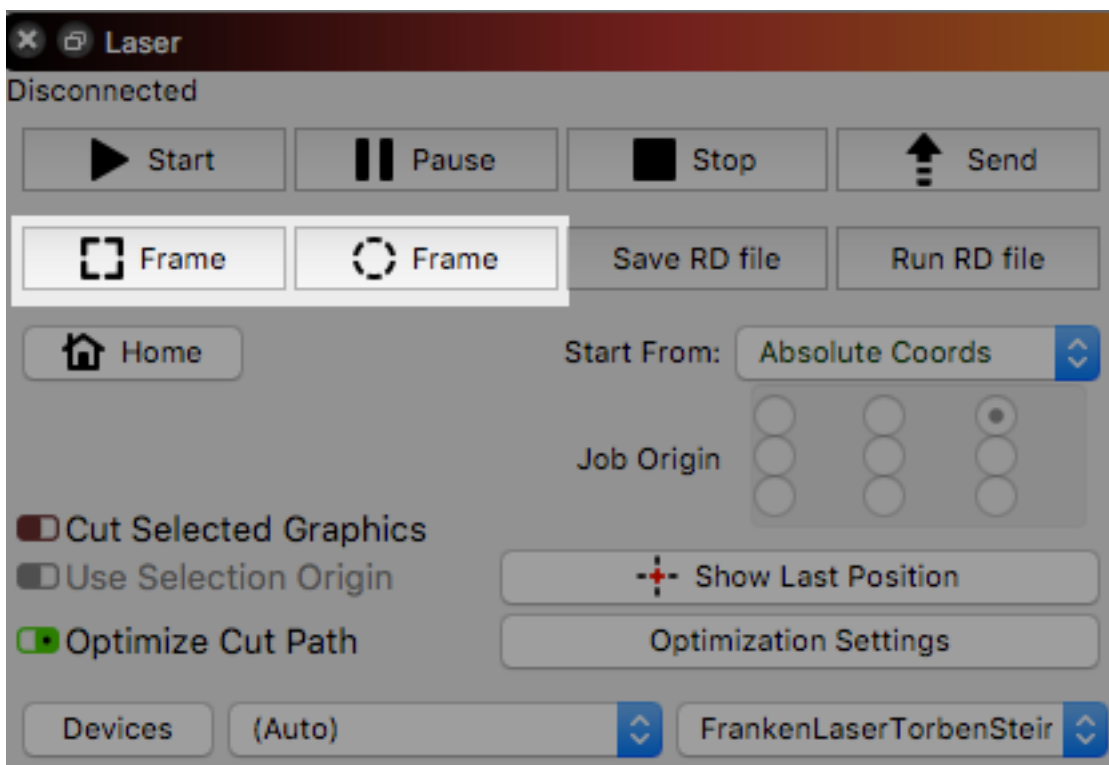 Laser
Disconnected
Start Pause Stop Send
Frame Frame Save RD file Run RD file
Home Start From: Absolute Coords
Job Origin
Cut Selected Graphics
Use Selection Origin Show Last Position
Optimize Cut Path Optimization Settings
Devices (Auto) FrankenLaserTorbenSteir